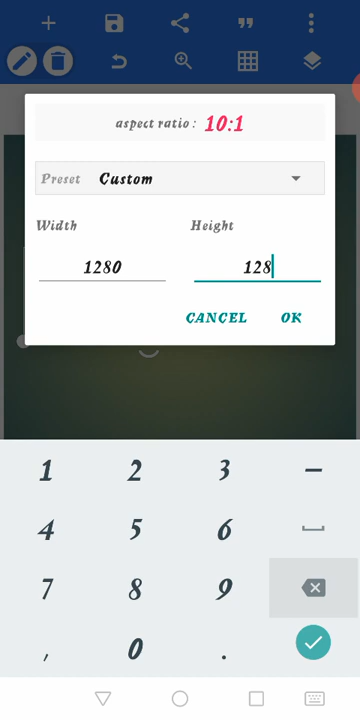 aspect ratio : 10:1
Preset Custom
Width Height
1280 128
CANCEL OK
1 2 3 –
4 5 6
7 8 9
, 0 .